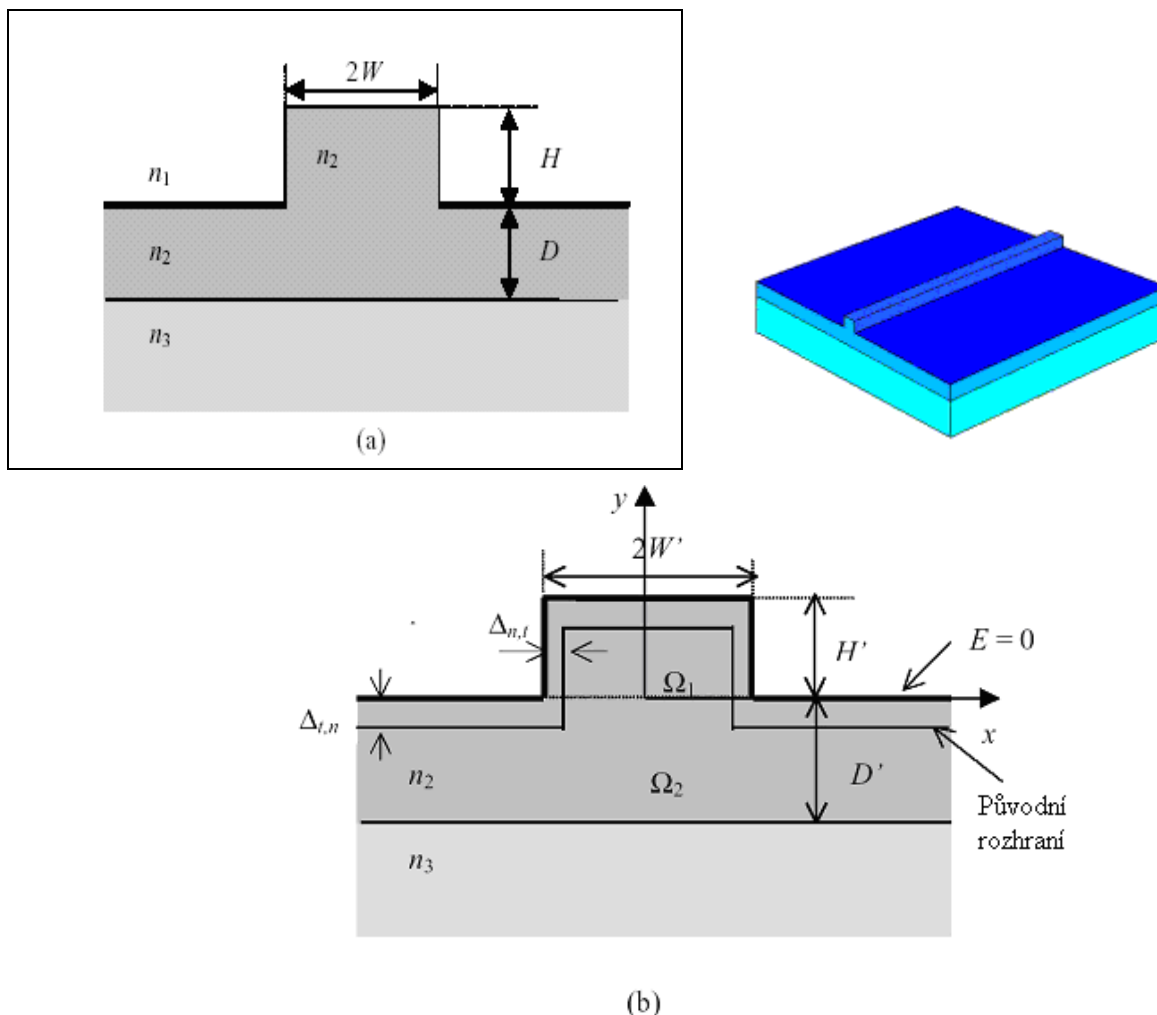 2W
n₂
H
n₁
n₂
D
n₃
(a)
y
2W'
Δn,t
H'
E = 0
Ω₁
Δt,n
x
n₂
Ω₂
D'
Původní
rozhraní
n₃
(b)